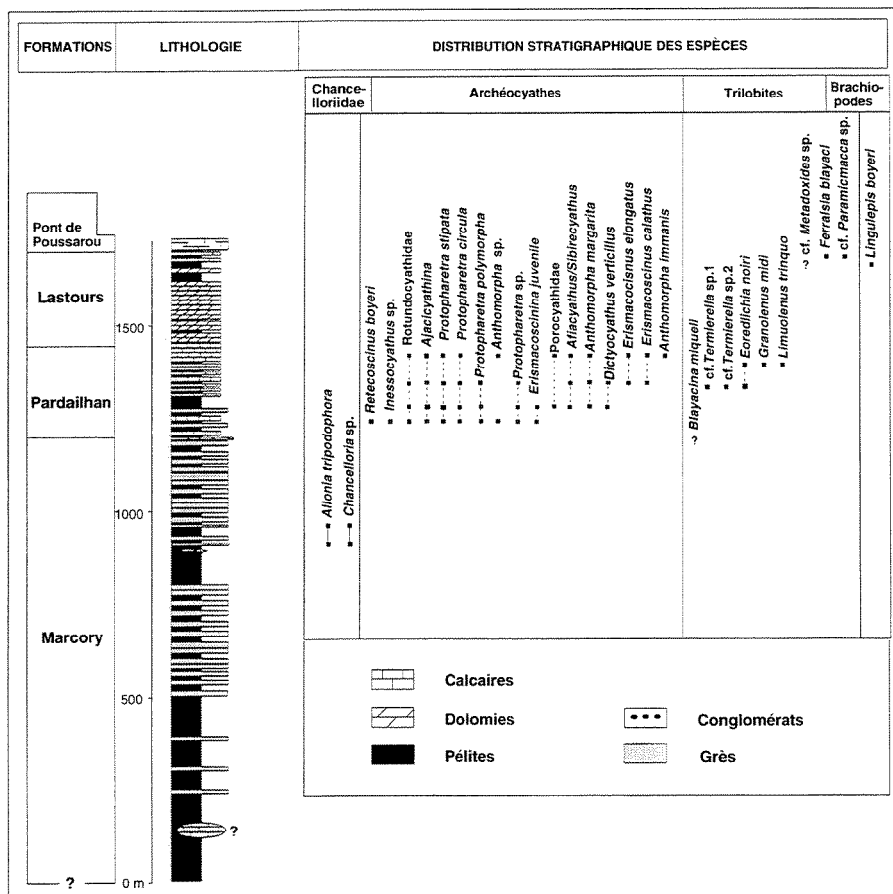 FORMATIONS
LITHOLOGIE
DISTRIBUTION STRATIGRAPHIQUE DES ESPÈCES
Chance-
lloriidae
Archéocyathes
Trilobites
Brachio-
podes
Pont de
Poussarou
Lastours
Pardailhan
Marcory
?
1500
1000
500
0 m
?
Alionia tripodophora
Chancelloria sp.
Retecoscinus boyeri
Inessocyathus sp.
Rotundocyathidae
Ajacicyathina
Protopharetra stipata
Protopharetra circula
Protopharetra polymorpha
Anthomorpha sp.
Protopharetra sp.
Erismacoscinina juvenile
Porocyalhidae
Afiacyathus/Sibirecyathus
Anthomorpha margarita
Dictyocyathus verticillus
Erismacocisnus elongatus
Erismacoscinus calathus
Anthomorpha immanis
Blayacina miqueli
?
cf.Termierella sp.1
cf.Termierella sp.2
Eoredlichia noiri
Granolenus midi
Limuolenus trinquo
? cf. Metadoxides sp.
Ferralsia blayaci
cf. Paramicmacca sp.
Lingulepis boyeri
Calcaires
Dolomies
Pélites
Conglomérats
Grès